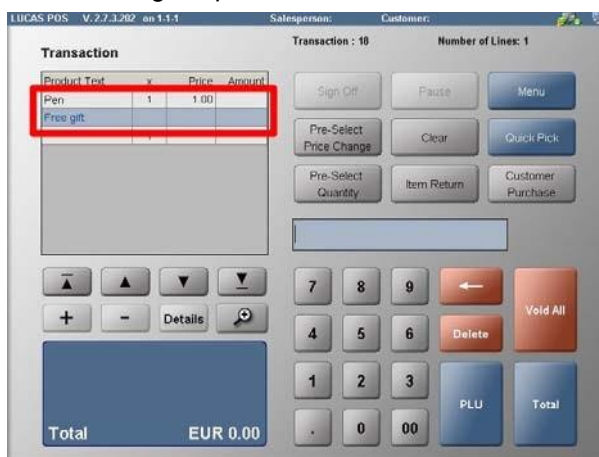 LUCAS POS V. 2.7.3.202 on 1-1-1 Salesperson: Customer:
Transaction
Transaction : 18 Number of Lines: 1
Product Text x Price Amount
Pen 1 1.00
Free gift
Sign Off Pause Menu
Pre-Select
Price Change
Clear
Quick Pick
Pre-Select
Quantity
Item Return
Customer
Purchase
7 8 9 ←
Void All
+ - Details
4 5 6 Delete
1 2 3
PLU Total
. 0 00
Total EUR 0.00